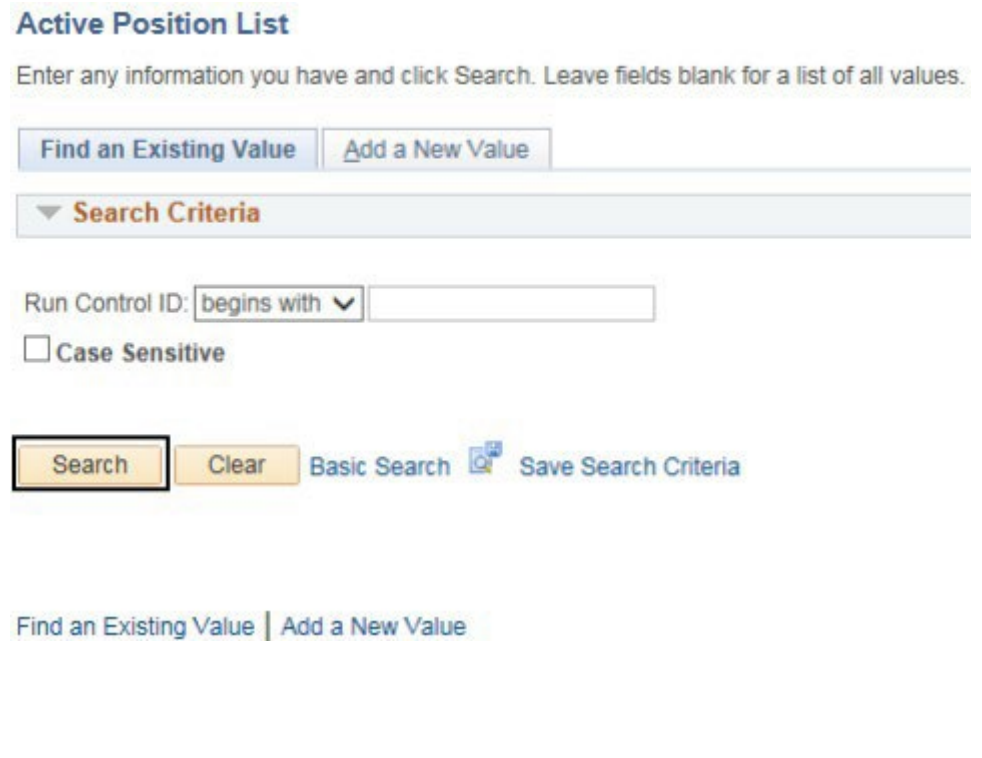 Active Position List
Enter any information you have and click Search. Leave fields blank for a list of all values.
Find an Existing Value Add a New Value
Search Criteria
Run Control ID: begins with
Case Sensitive
Search Clear Basic Search Save Search Criteria
Find an Existing Value | Add a New Value